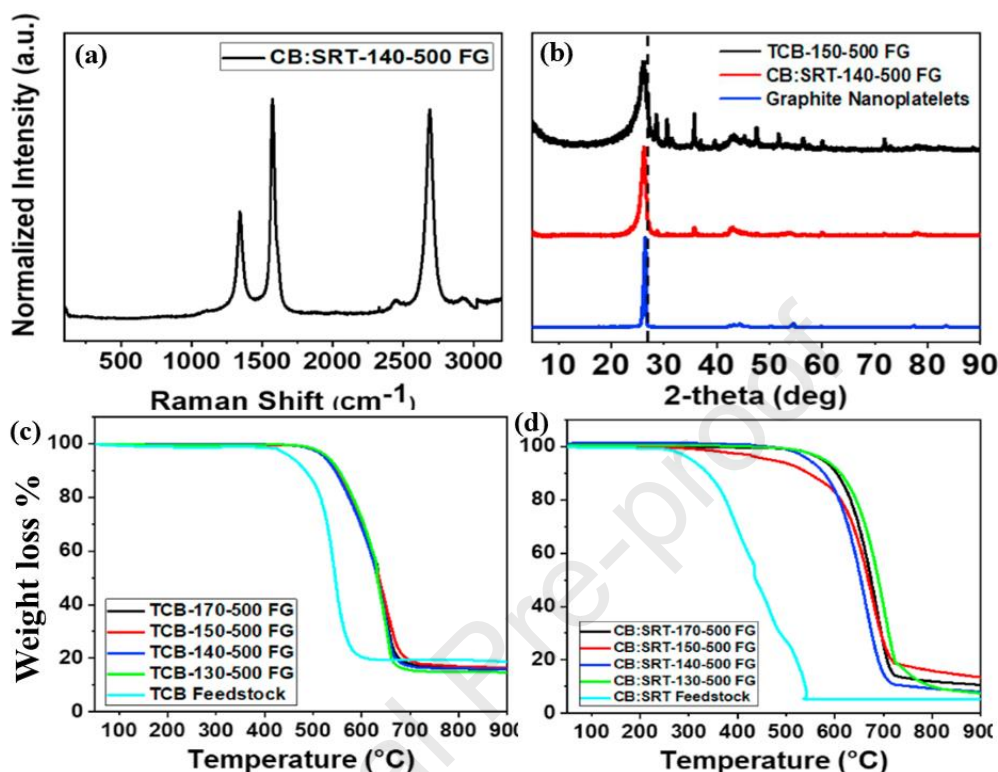 (a)
CB:SRT-140-500 FG
Normalized Intensity (a.u.)
500 1000 1500 2000 2500 3000
Raman Shift (cm-1)
(b)
TCB-150-500 FG
CB:SRT-140-500 FG
Graphite Nanoplatelets
10 20 30 40 50 60 70 80 90
2-theta (deg)
(c)
Weight loss %
100
80
60
40
20
0
TCB-170-500 FG
TCB-150-500 FG
TCB-140-500 FG
TCB-130-500 FG
TCB Feedstock
100 200 300 400 500 600 700 800 900
Temperature (°C)
(d)
100
80
60
40
20
0
CB:SRT-170-500 FG
CB:SRT-150-500 FG
CB:SRT-140-500 FG
CB:SRT-130-500 FG
CB:SRT Feedstock
100 200 300 400 500 600 700 800 90
Temperature (°C)
al Pre-proof